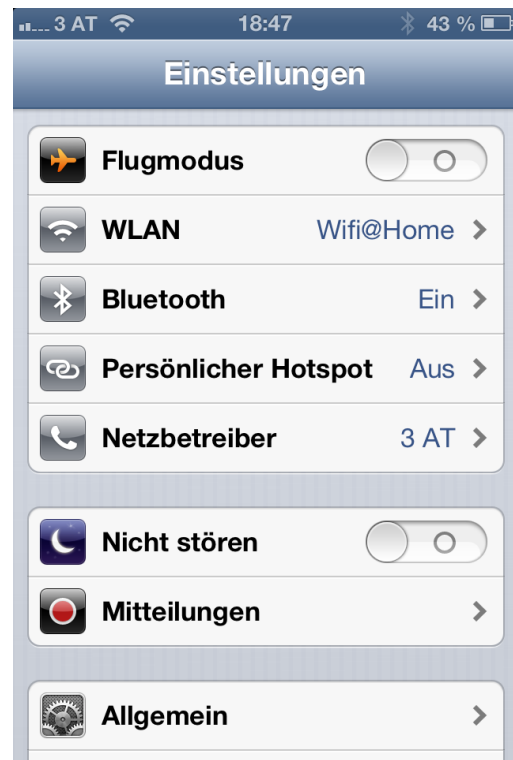 3 AT 18:47 43 %
Einstellungen
Flugmodus
WLAN Wifi@Home
Bluetooth Ein
Persönlicher Hotspot Aus
Netzbetreiber 3 AT
Nicht stören
Mitteilungen
Allgemein